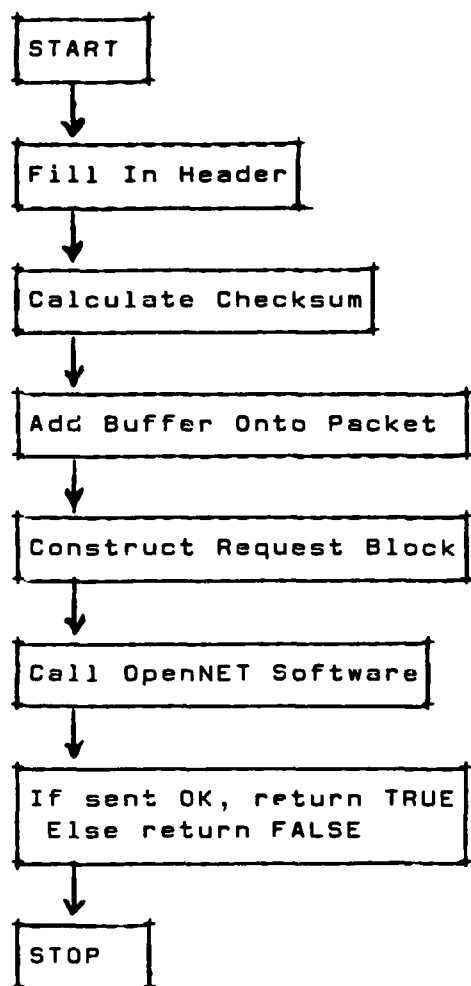 START
Fill In Header
Calculate Checksum
Add Buffer Onto Packet
Construct Request Block
Call OpenNET Software
If sent OK, return TRUE
Else return FALSE
STOP